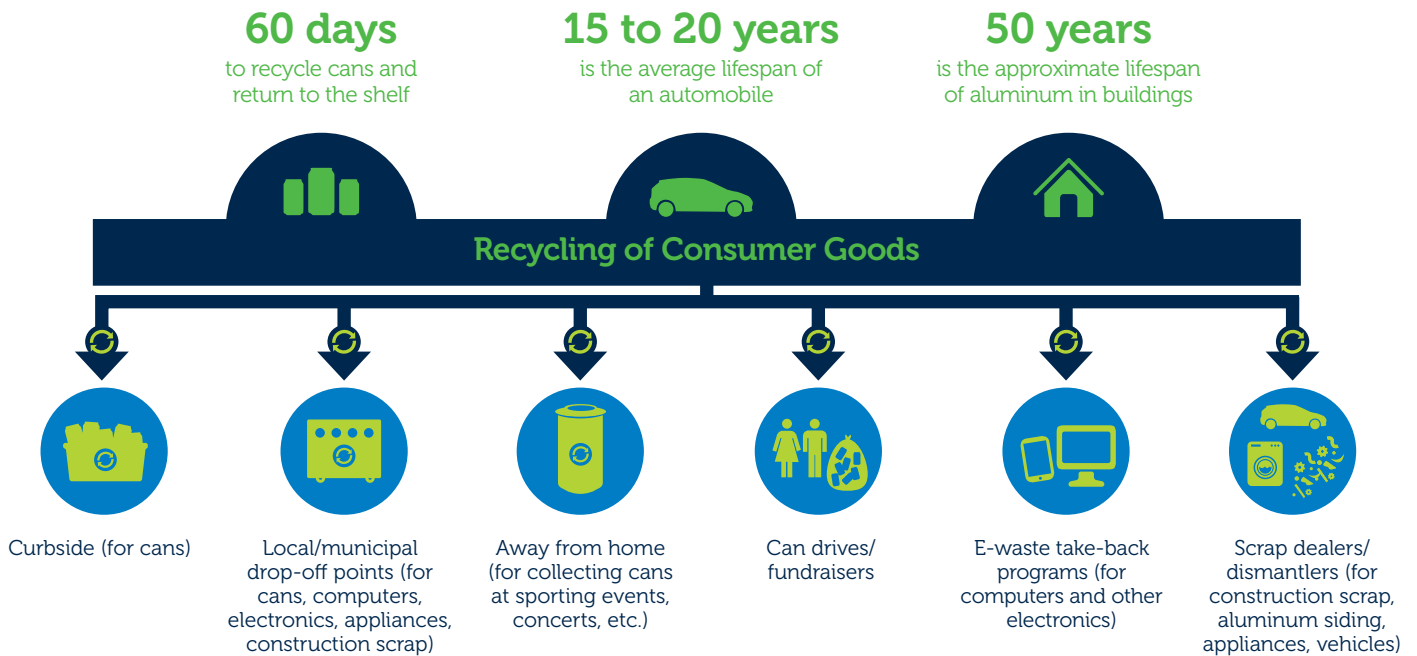 60 days
to recycle cans and
return to the shelf
15 to 20 years
is the average lifespan of
an automobile
50 years
is the approximate lifespan
of aluminum in buildings
Recycling of Consumer Goods
Curbside (for cans)
Local/municipal
drop-off points (for
cans, computers,
electronics, appliances,
construction scrap)
Away from home
(for collecting cans
at sporting events,
concerts, etc.)
Can drives/
fundraisers
E-waste take-back
programs (for
computers and other
electronics)
Scrap dealers/
dismantlers (for
construction scrap,
aluminum siding,
appliances, vehicles)